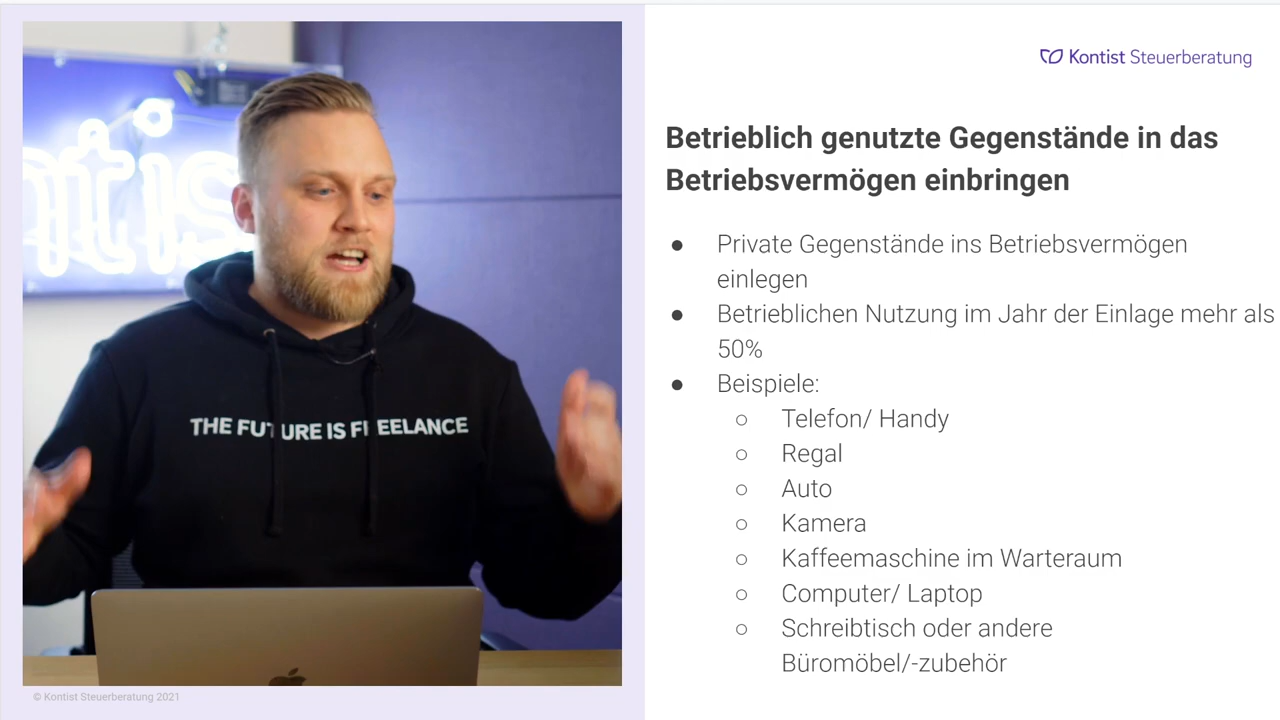 ntis
THE FUTURE IS FREELANCE
© Kontist Steuerberatung 2021
Kontist Steuerberatung
Betrieblich genutzte Gegenstände in das
Betriebsvermögen einbringen
● Private Gegenstände ins Betriebsvermögen
einlegen
● Betrieblichen Nutzung im Jahr der Einlage mehr als
50%
● Beispiele:
○ Telefon/ Handy
○ Regal
○ Auto
○ Kamera
○ Kaffeemaschine im Warteraum
○ Computer/ Laptop
○ Schreibtisch oder andere
Büromöbel/-zubehör